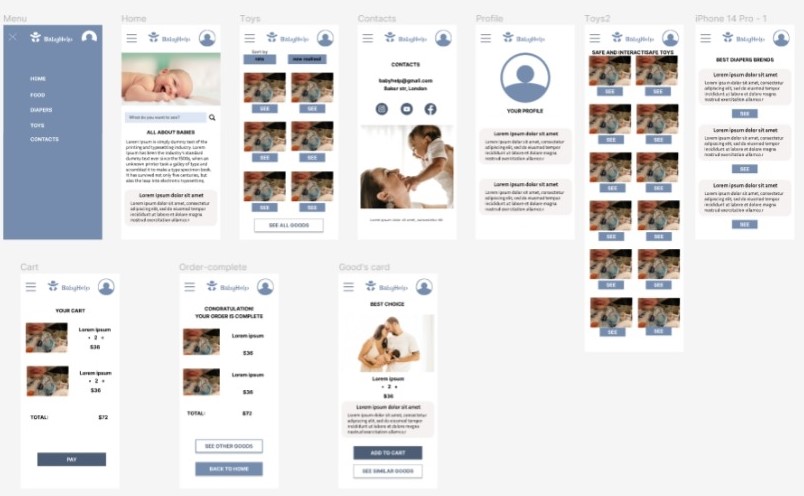 Menu
BabyHelp
HOME
FOOD
DIAPERS
TOYS
CONTACTS
Home
BabyHelp
What do you want to see?
ALL ABOUT BABIES
Lorem Ipsum is simply dummy text of the
printing and typesetting industry. Lorem
Ipsum has been the industry's standard
dummy text ever since the 1500s, when an
unknown printer took a galley of type and
scrambled it to make a type specimen book.
It has survived not only five centuries, but
also the leap into electronic typesetting,
Lorem ipsum dolor sit amet
Lorem ipsum dolor sit amet, consectetur
adipiscing elit, sed do eiusmod tempor
incididunt ut labore et dolore magna
nostrud exercitation ullamco
Toys
BabyHelp
Sort by
SEE
SEE
SEE
SEE
SEE
SEE
SEE ALL GOODS
Contacts
BabyHelp
CONTACTS
babyhelp@gmail.com
Baker str, London
Lorem ipsum dolor sit amet, consectetur
Profile
BabyHelp
YOUR PROFILE
Lorem ipsum dolor sit amet
Lorem ipsum dolor sit amet, consectetur
adipiscing elit, sed do eiusmod tempor
incididunt ut labore et dolore magna
nostrud exercitation ullamco
Lorem ipsum dolor sit amet
Lorem ipsum dolor sit amet, consectetur
adipiscing elit, sed do eiusmod tempor
incididunt ut labore et dolore magna
nostrud exercitation ullamco
Toys2
BabyHelp
SAFE AND INTERACTISAFE TOYS
SEE
SEE
SEE
SEE
SEE
SEE
SEE
SEE
SEE
SEE
SEE
SEE
iPhone 14 Pro - 1
BabyHelp
BEST DIAPERS BRENDS
Lorem ipsum dolor sit amet
Lorem ipsum dolor sit amet, consectetur
adipiscing elit, sed do eiusmod tempor
incididunt ut labore et dolore magna
nostrud exercitation ullamco
SEE
Lorem ipsum dolor sit amet
Lorem ipsum dolor sit amet, consectetur
adipiscing elit, sed do eiusmod tempor
incididunt ut labore et dolore magna
nostrud exercitation ullamco
SEE
Lorem ipsum dolor sit amet
Lorem ipsum dolor sit amet, consectetur
adipiscing elit, sed do eiusmod tempor
incididunt ut labore et dolore magna
nostrud exercitation ullamco
SEE
Cart
BabyHelp
YOUR CART
Lorem ipsum
2
$36
Lorem ipsum
2
$36
TOTAL: $72
PAY
Order-complete
BabyHelp
CONGRATULATION!
YOUR ORDER IS COMPLETE
Lorem ipsum
$36
Lorem ipsum
$36
TOTAL: $72
SEE OTHER GOODS
BACK TO HOME
Good's card
BabyHelp
BEST CHOICE
Lorem ipsum
2
$36
Lorem ipsum dolor sit amet
Lorem ipsum dolor sit amet, consectetur
adipiscing elit, sed do eiusmod tempor
incididunt ut labore et dolore magna
nostrud exercitation ullamco
ADD TO CART
SEE SIMILAR GOODS